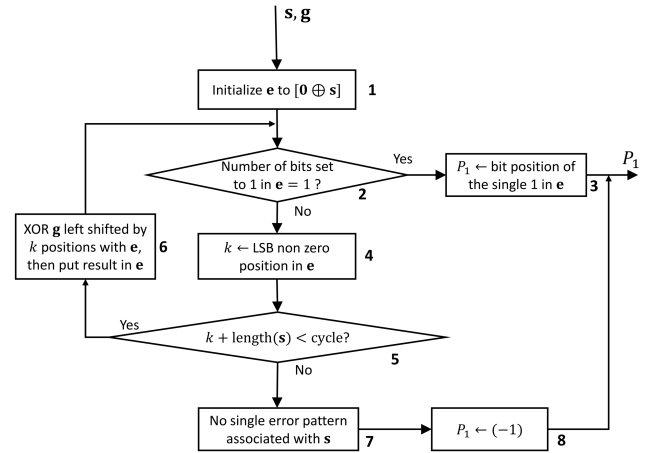 s, g
Initialize e to [0 ⊕ s]
1
Number of bits set
to 1 in e = 1 ?
2
Yes
P₁ ← bit position of
the single 1 in e
3
P₁
No
XOR g left shifted by
k positions with e,
then put result in e
6
k ← LSB non zero
position in e
4
Yes
k + length(s) < cycle?
5
No
No single error pattern
associated with s
7
P₁ ← (−1)
8